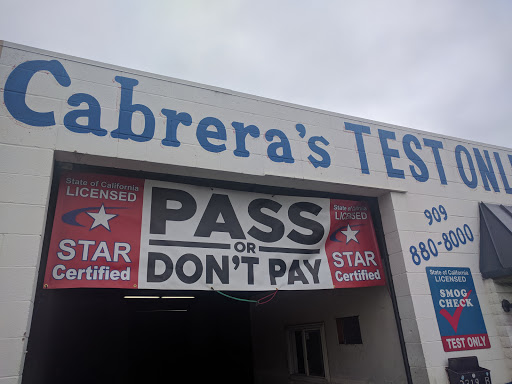 Cabrera's TEST ONLY
909
880-8000
State of California
LICENSED
STAR
Certified
PASS
OR
DON'T PAY
State of California
LICENSED
STAR
Certified
State of California
LICENSED
SMOG
CHECK
TEST ONLY